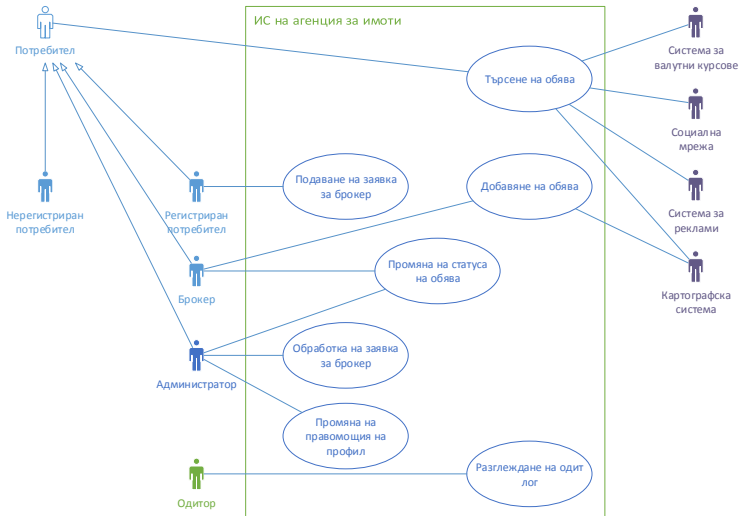 ИС на агенция за имоти
Потребител
Система за
валутни курсове
Търсене на обява
Социална
мрежа
Подаване на заявка
за брокер
Добавяне на обява
Нерегистриран
потребител
Регистриран
потребител
Система за
реклами
Промяна на статуса
на обява
Брокер
Картографска
система
Обработка на заявка
за брокер
Администратор
Промяна на
правомощия на
профил
Разглеждане на одит
лог
Одитор